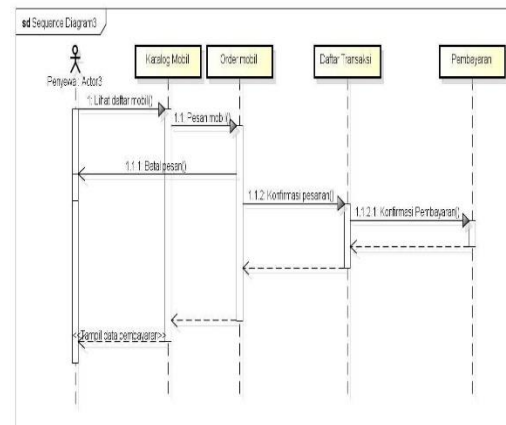 sd Sequence Diagram3
Penyewa : Actor3
Katalog Mobil
Order mobil
Daftar Transaksi
Pembayaran
1: Lihat daftar mobil()
1.1: Pesan mobil()
1.1.1: Batal pesan()
1.1.2: Konfirmasi pesanan()
1.1.2.1: Konfirmasi Pembayaran()
<<Tampil data pembayaran>>